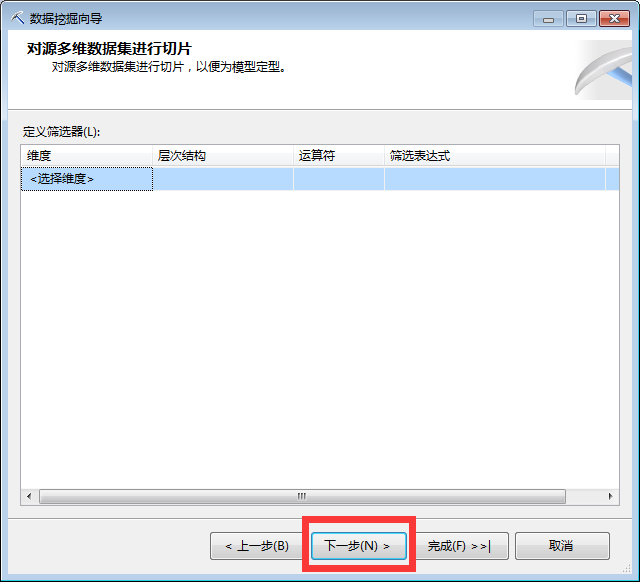 数据挖掘向导
对源多维数据集进行切片
对源多维数据集进行切片，以便为模型定型。
定义筛选器(L):
维度 层次结构 运算符 筛选表达式
<选择维度>
< 上一步(B) 下一步(N) > 完成(F) >>| 取消